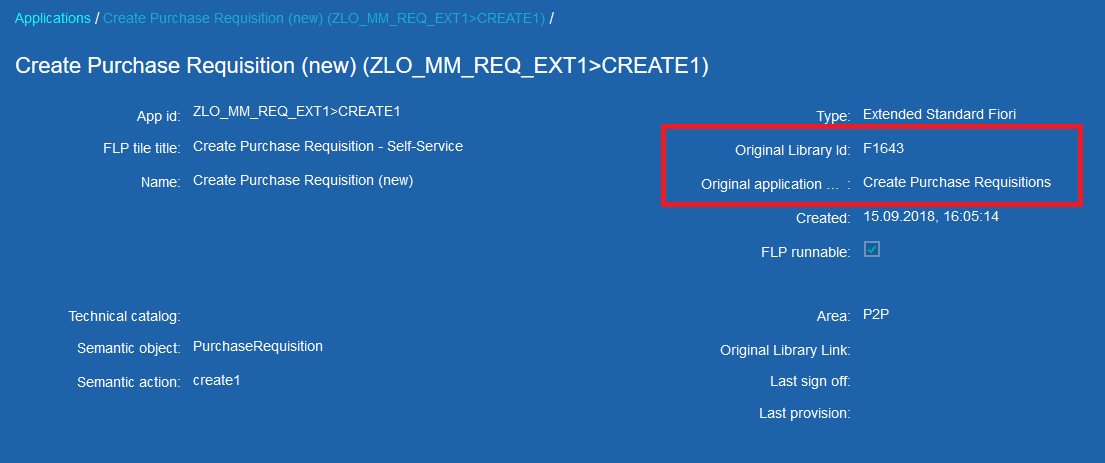 Applications / Create Purchase Requisition (new) (ZLO_MM_REQ_EXT1>CREATE1) /
Create Purchase Requisition (new) (ZLO_MM_REQ_EXT1>CREATE1)
App id: ZLO_MM_REQ_EXT1>CREATE1
FLP tile title: Create Purchase Requisition - Self-Service
Name: Create Purchase Requisition (new)
Type: Extended Standard Fiori
Original Library Id: F1643
Original application ... : Create Purchase Requisitions
Created: 15.09.2018, 16:05:14
FLP runnable:
Technical catalog:
Semantic object: PurchaseRequisition
Semantic action: create1
Area: P2P
Original Library Link:
Last sign off:
Last provision: